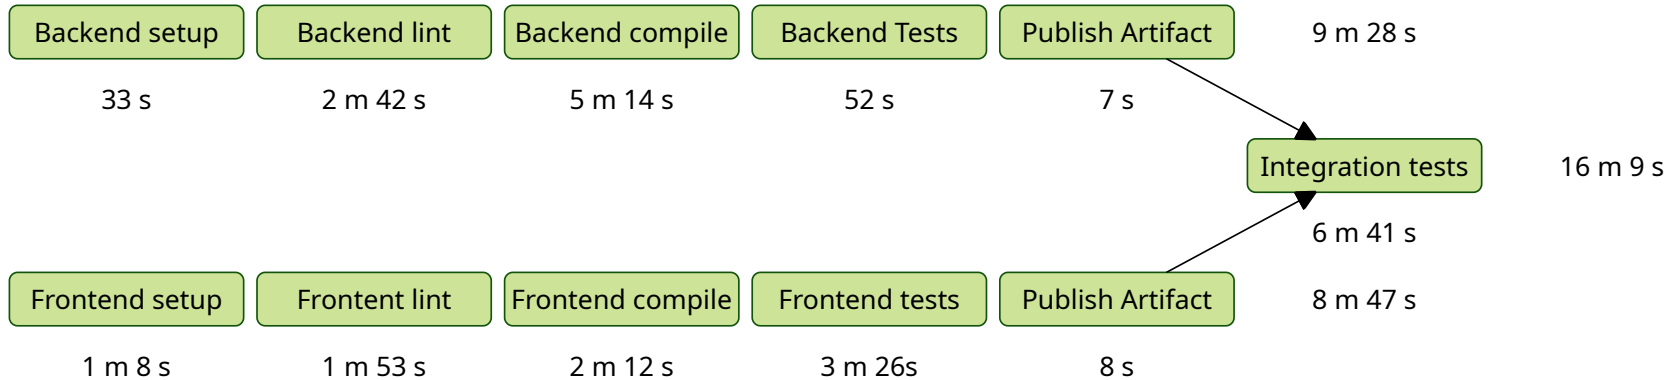 Backend setup Backend lint Backend compile Backend Tests Publish Artifact 9 m 28 s
33 s 2 m 42 s 5 m 14 s 52 s 7 s
Integration tests 16 m 9 s
6 m 41 s
Frontend setup Frontent lint Frontend compile Frontend tests Publish Artifact 8 m 47 s
1 m 8 s 1 m 53 s 2 m 12 s 3 m 26s 8 s